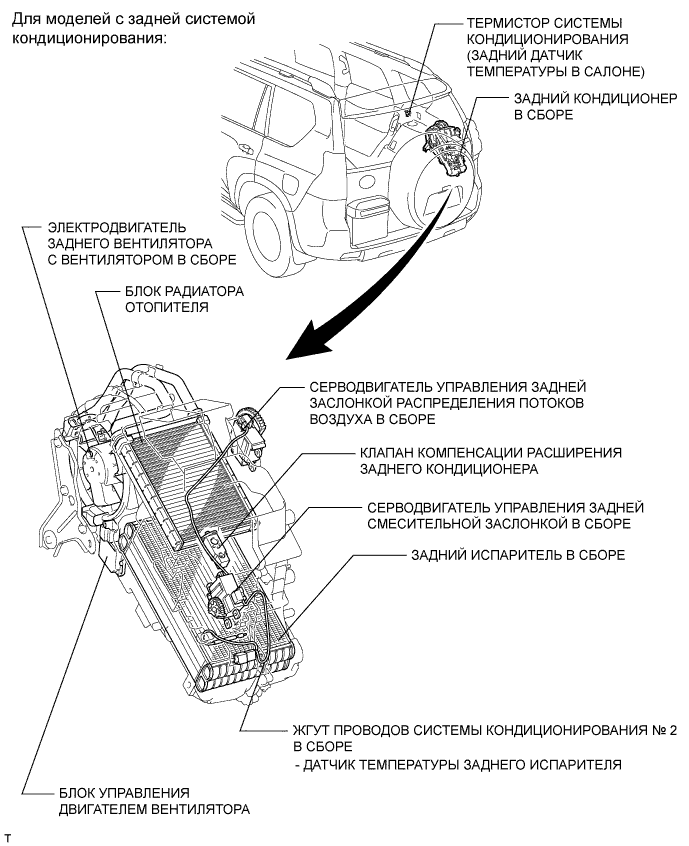 Для моделей с задней системой
кондиционирования:
ТЕРМИСТОР СИСТЕМЫ
КОНДИЦИОНИРОВАНИЯ
(ЗАДНИЙ ДАТЧИК
ТЕМПЕРАТУРЫ В САЛОНЕ)
ЗАДНИЙ КОНДИЦИОНЕР
В СБОРЕ
ЭЛЕКТРОДВИГАТЕЛЬ
ЗАДНЕГО ВЕНТИЛЯТОРА
С ВЕНТИЛЯТОРОМ В СБОРЕ
БЛОК РАДИАТОРА
ОТОПИТЕЛЯ
СЕРВОДВИГАТЕЛЬ УПРАВЛЕНИЯ ЗАДНЕЙ
ЗАСЛОНКОЙ РАСПРЕДЕЛЕНИЯ ПОТОКОВ
ВОЗДУХА В СБОРЕ
КЛАПАН КОМПЕНСАЦИИ РАСШИРЕНИЯ
ЗАДНЕГО КОНДИЦИОНЕРА
СЕРВОДВИГАТЕЛЬ УПРАВЛЕНИЯ ЗАДНЕЙ
СМЕСИТЕЛЬНОЙ ЗАСЛОНКОЙ В СБОРЕ
ЗАДНИЙ ИСПАРИТЕЛЬ В СБОРЕ
ЖГУТ ПРОВОДОВ СИСТЕМЫ КОНДИЦИОНИРОВАНИЯ № 2
В СБОРЕ
- ДАТЧИК ТЕМПЕРАТУРЫ ЗАДНЕГО ИСПАРИТЕЛЯ
БЛОК УПРАВЛЕНИЯ
ДВИГАТЕЛЕМ ВЕНТИЛЯТОРА
T